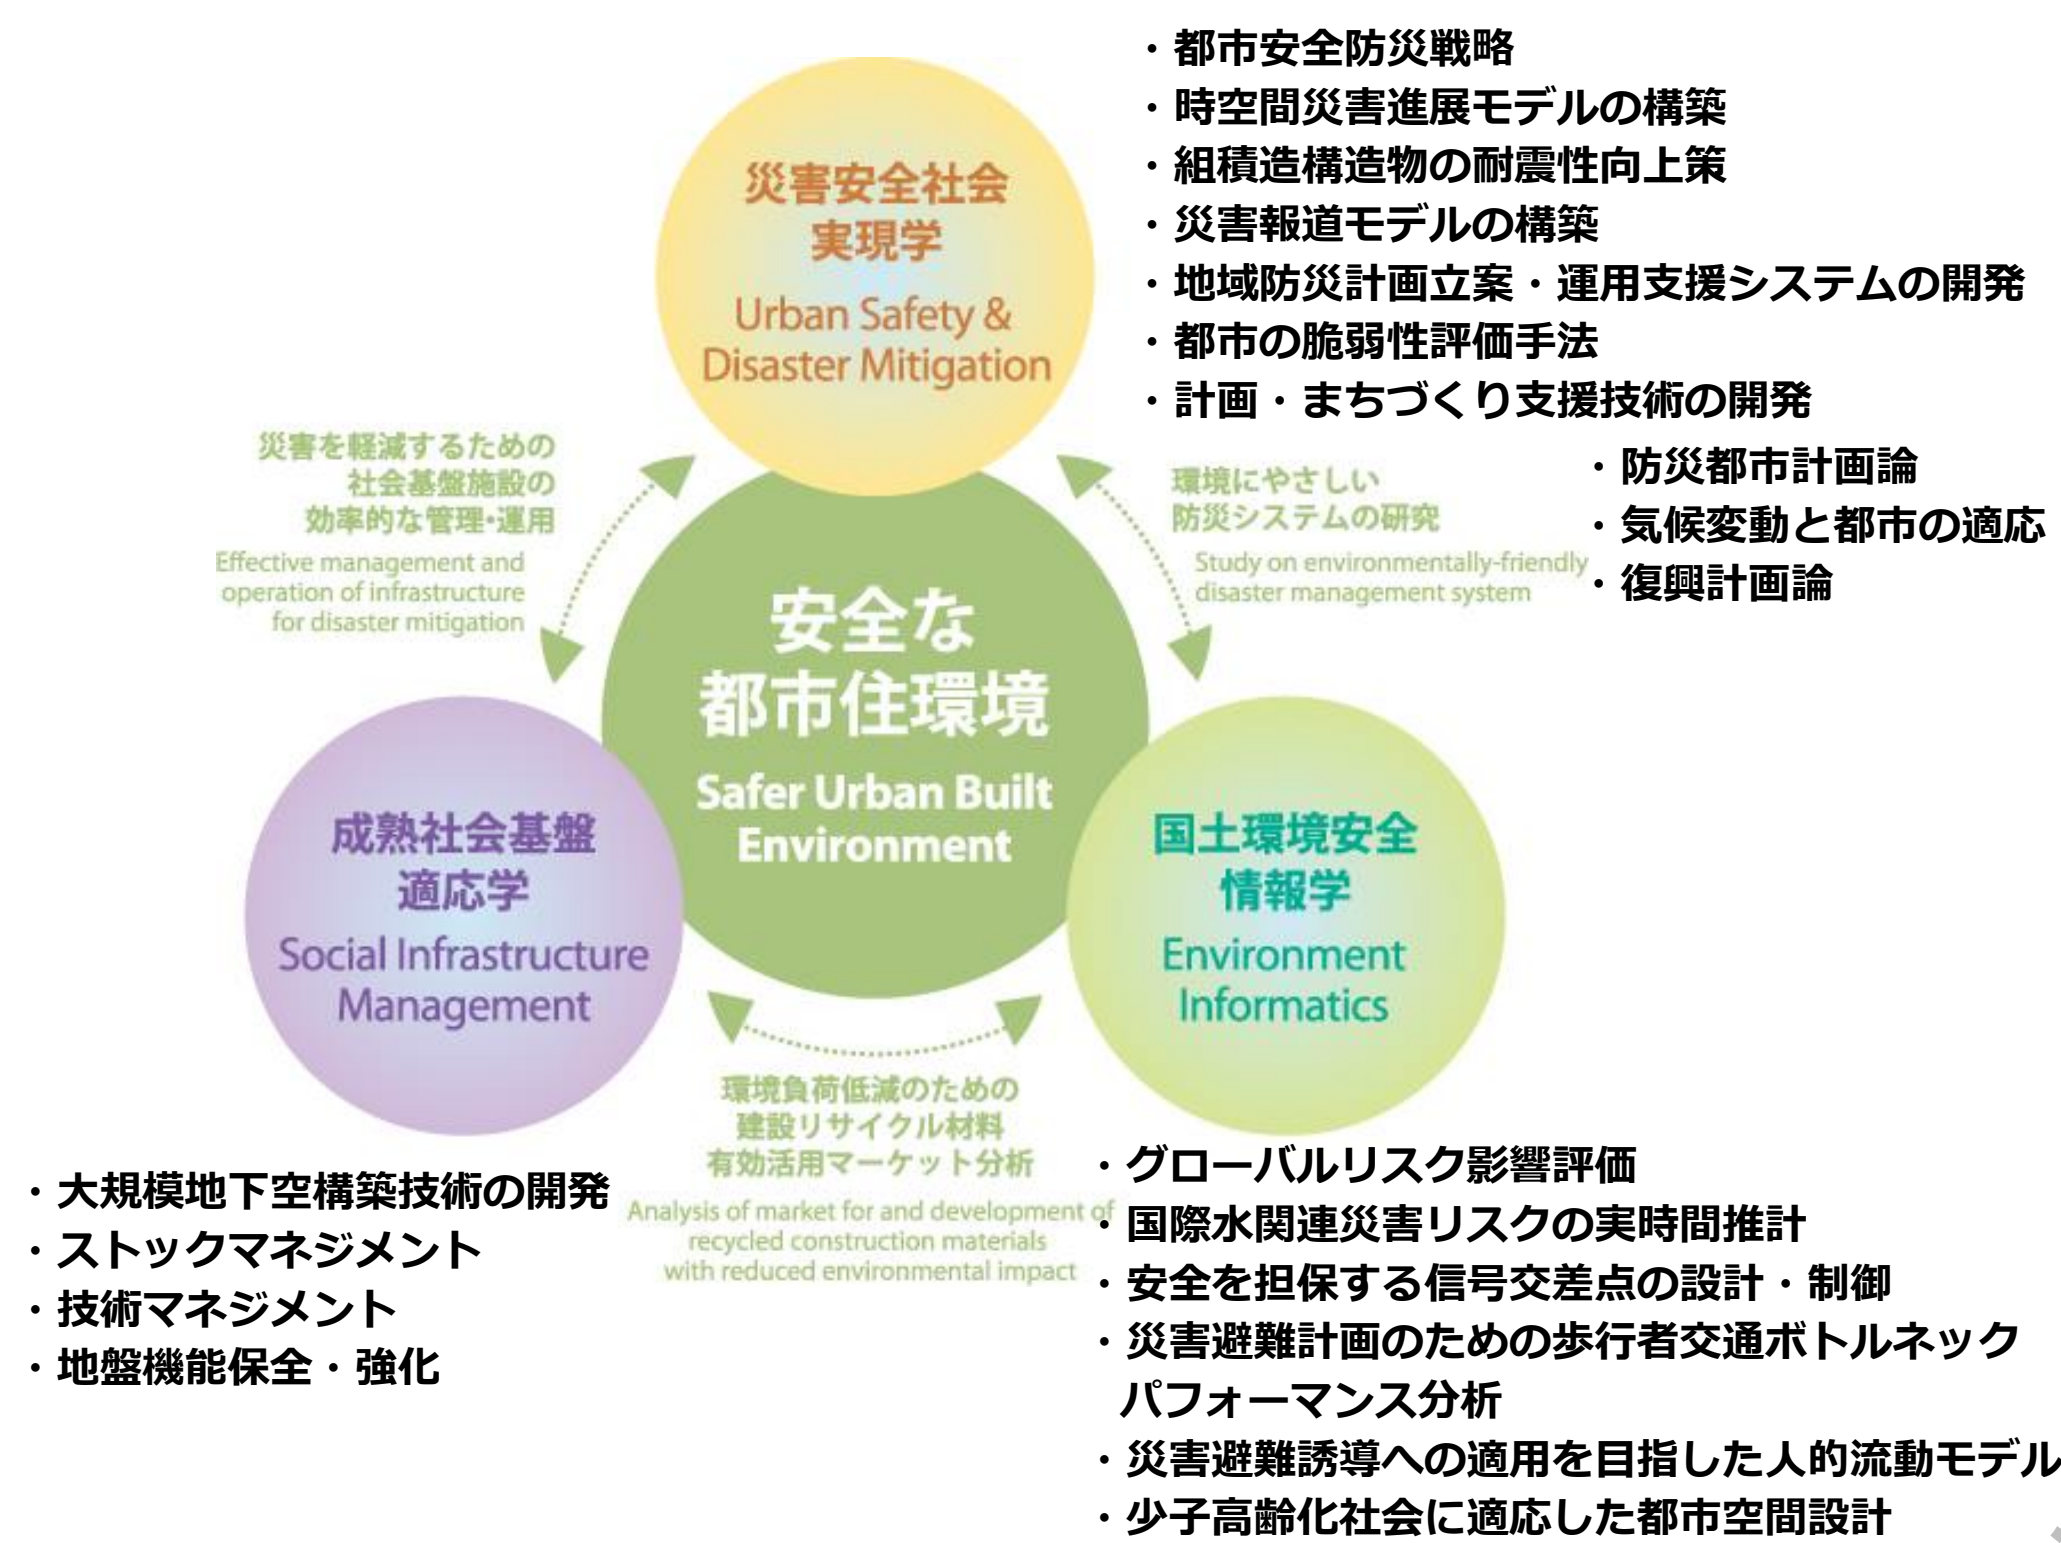 ・都市安全防災戦略
・時空間災害進展モデルの構築
・組積造構造物の耐震性向上策
・災害報道モデルの構築
・地域防災計画立案・運用支援システムの開発
・都市の脆弱性評価手法
・計画・まちづくり支援技術の開発
災害安全社会
実現学
Urban Safety &
Disaster Mitigation
災害を軽減するための
社会基盤施設の
効率的な管理・運用
Effective management and
operation of infrastructure
for disaster mitigation
環境にやさしい
防災システムの研究
Study on environmentally-friendly
disaster management system
・防災都市計画論
・気候変動と都市の適応
・復興計画論
安全な
都市住環境
Safer Urban Built
Environment
成熟社会基盤
適応学
Social Infrastructure
Management
国土環境安全
情報学
Environment
Informatics
環境負荷低減のための
建設リサイクル材料
有効活用マーケット分析
Analysis of market for and development of
recycled construction materials
with reduced environmental impact
・大規模地下空構築技術の開発
・ストックマネジメント
・技術マネジメント
・地盤機能保全・強化
・グローバルリスク影響評価
・国際水関連災害リスクの実時間推計
・安全を担保する信号交差点の設計・制御
・災害避難計画のための歩行者交通ボトルネック
パフォーマンス分析
・災害避難誘導への適用を目指した人的流動モデル
・少子高齢化社会に適応した都市空間設計